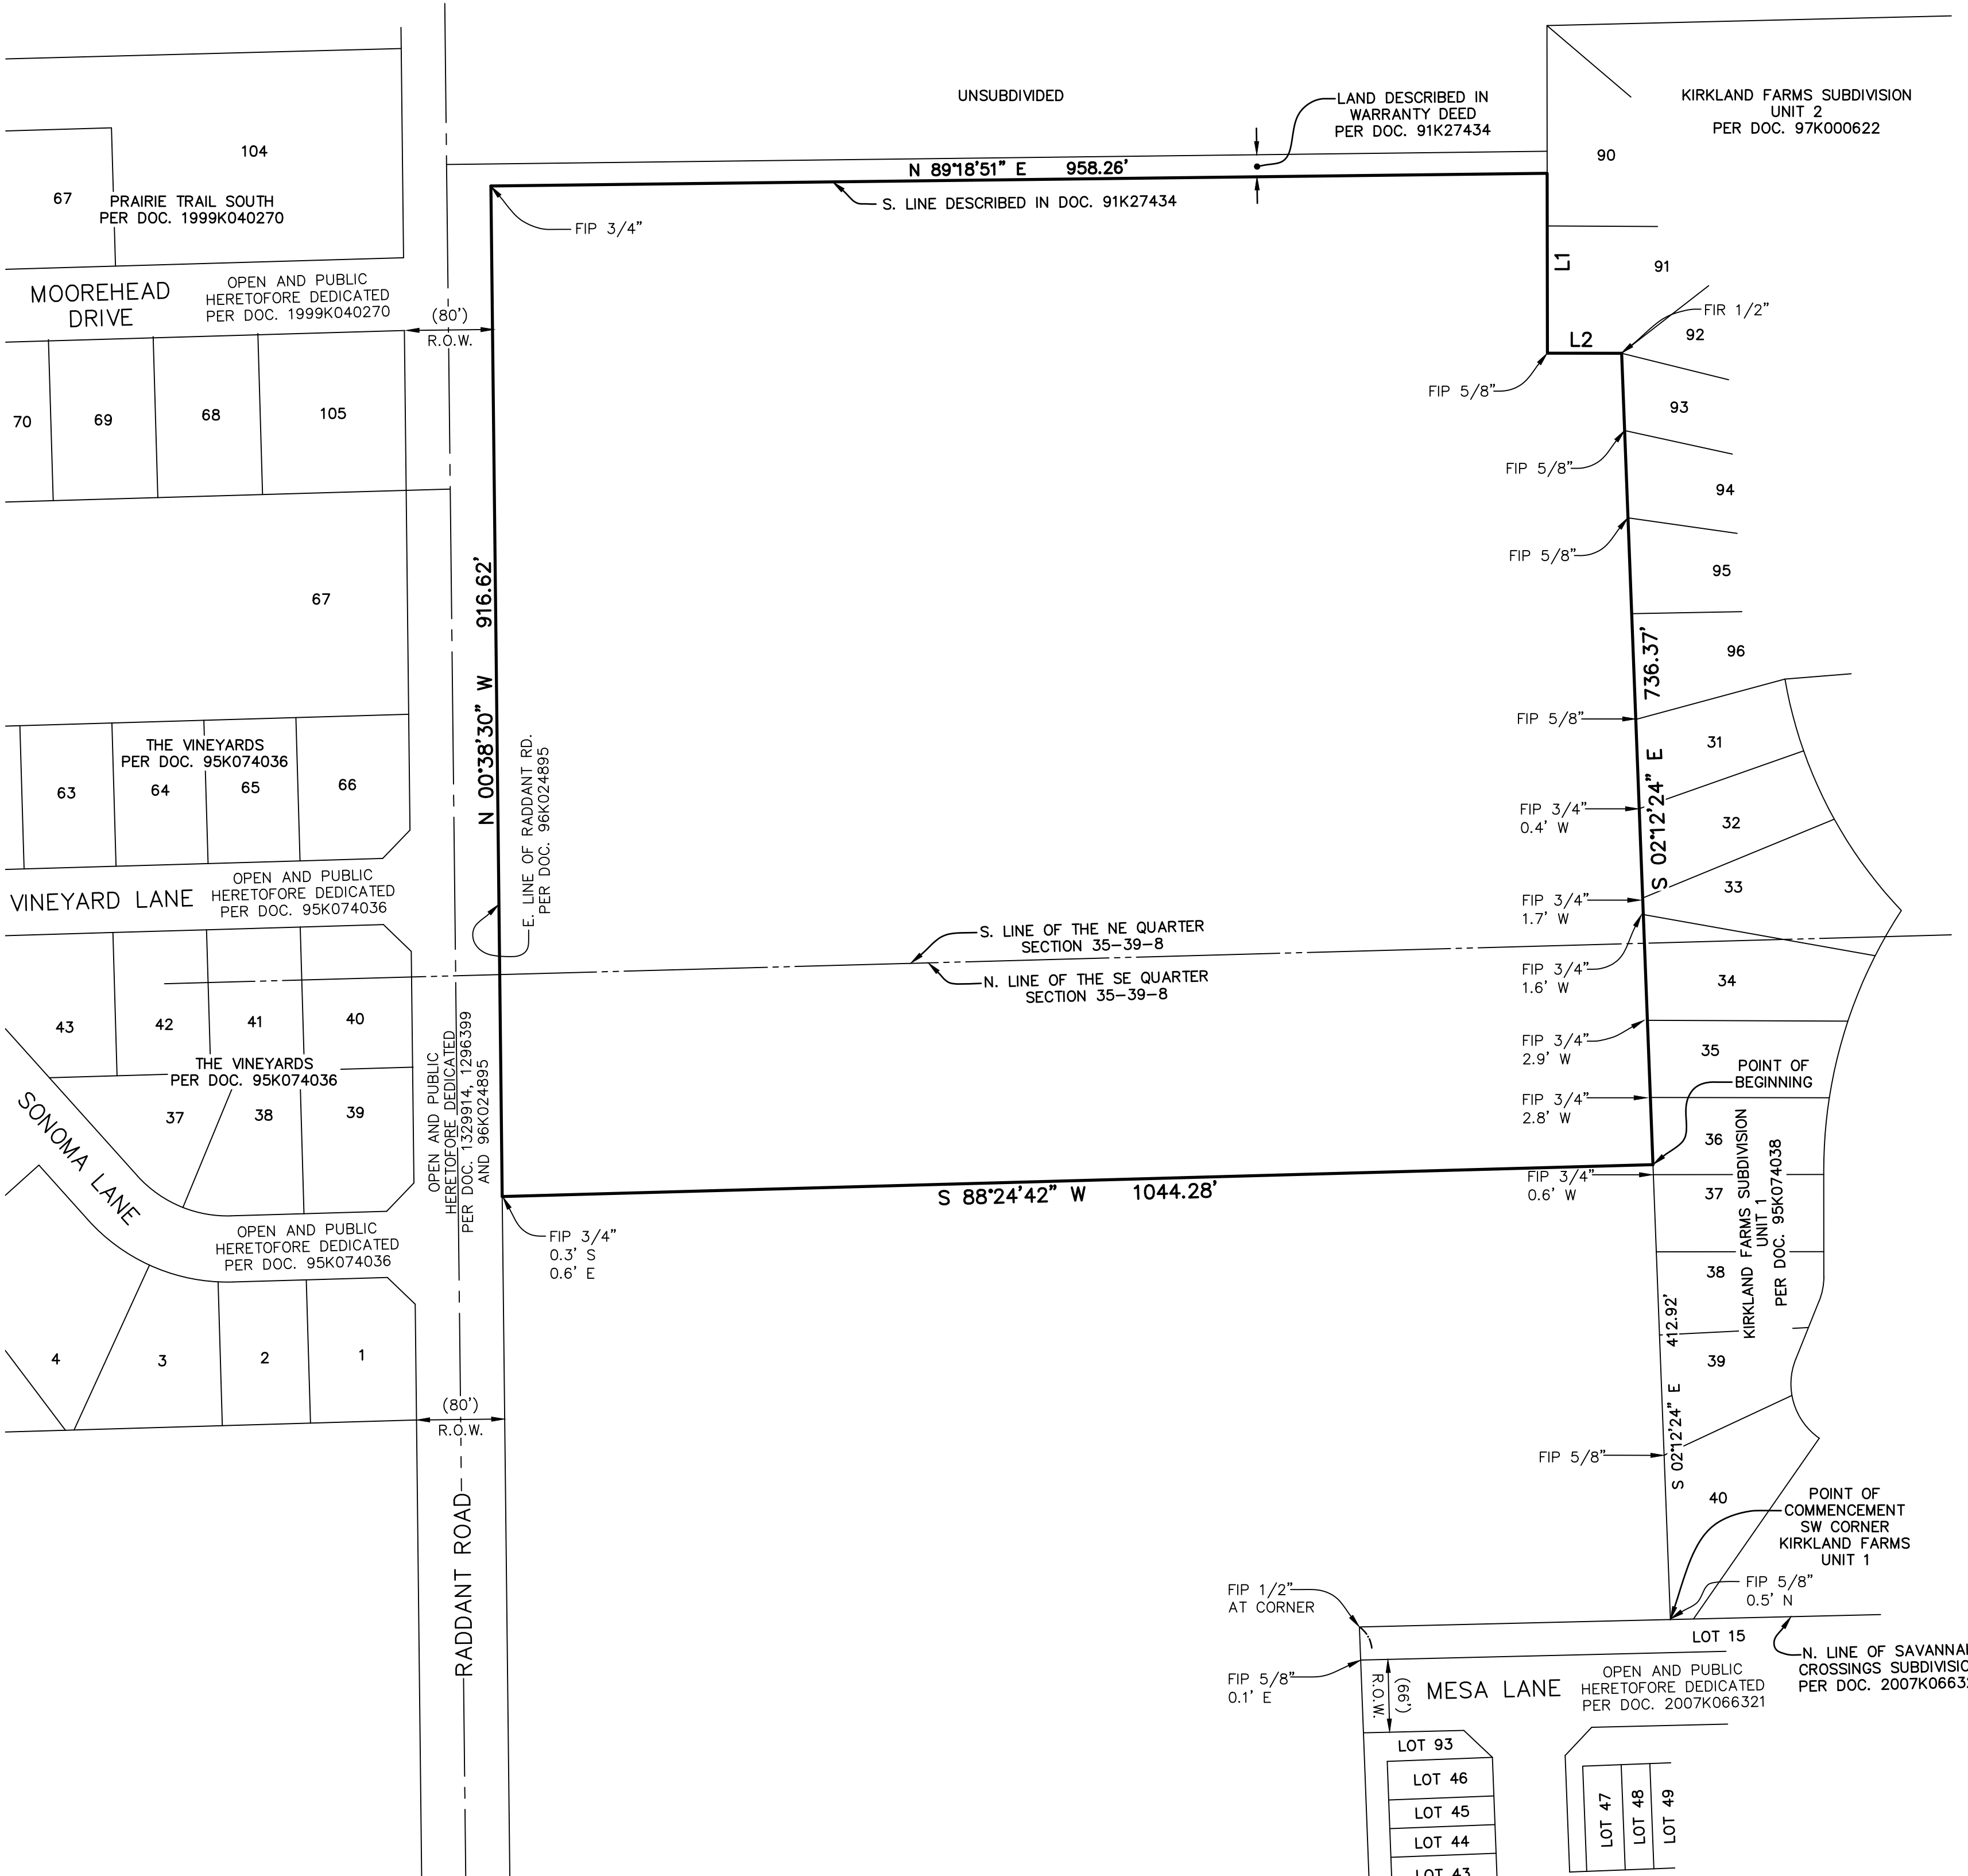 UNSUBDIVIDED
LAND DESCRIBED IN
WARRANTY DEED
PER DOC. 91K27434
KIRKLAND FARMS SUBDIVISION
UNIT 2
PER DOC. 97K000622
104
67
PRAIRIE TRAIL SOUTH
PER DOC. 1999K040270
90
N 89°18'51" E 958.26'
S. LINE DESCRIBED IN DOC. 91K27434
FIP 3/4"
MOOREHEAD
DRIVE
OPEN AND PUBLIC
HERETOFORE DEDICATED
PER DOC. 1999K040270
(80')
R.O.W.
L1
91
FIR 1/2"
L2
92
FIP 5/8"
70
69
68
105
93
FIP 5/8"
94
FIP 5/8"
95
67
96
N 00°38'30" W 916.62'
S 02°12'24" E 736.37'
FIP 5/8"
31
THE VINEYARDS
PER DOC. 95K074036
63
64
65
66
E. LINE OF RADDANT RD.
PER DOC. 96K024895
FIP 3/4"
0.4' W
32
VINEYARD LANE
OPEN AND PUBLIC
HERETOFORE DEDICATED
PER DOC. 95K074036
FIP 3/4"
1.7' W
33
S. LINE OF THE NE QUARTER
SECTION 35-39-8
N. LINE OF THE SE QUARTER
SECTION 35-39-8
FIP 3/4"
1.6' W
34
43
42
41
40
THE VINEYARDS
PER DOC. 95K074036
FIP 3/4"
2.9' W
35
POINT OF
BEGINNING
SONOMA LANE
37
38
39
OPEN AND PUBLIC
HERETOFORE DEDICATED
PER DOC. 1329914, 1296399
AND 96K024895
FIP 3/4"
2.8' W
36
FIP 3/4"
0.6' W
37
S 88°24'42" W 1044.28'
KIRKLAND FARMS SUBDIVISION
UNIT 1
PER DOC. 95K074038
OPEN AND PUBLIC
HERETOFORE DEDICATED
PER DOC. 95K074036
FIP 3/4"
0.3' S
0.6' E
38
4
3
2
1
39
S 02°12'24" E 412.92'
(80')
R.O.W.
FIP 5/8"
40
RADDANT ROAD
POINT OF
COMMENCEMENT
SW CORNER
KIRKLAND FARMS
UNIT 1
FIP 1/2"
AT CORNER
FIP 5/8"
0.5' N
LOT 15
FIP 5/8"
0.1' E
(66')
R.O.W.
MESA LANE
OPEN AND PUBLIC
HERETOFORE DEDICATED
PER DOC. 2007K066321
N. LINE OF
CROSSINGS
PER DOC.
LOT 93
LOT 46
LOT 45
LOT 44
LOT 43
LOT 47
LOT 48
LOT 49